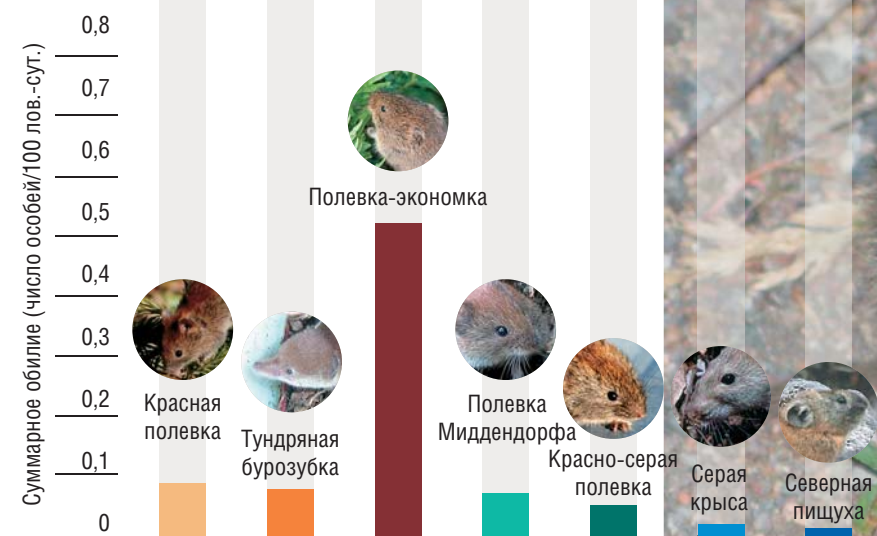 Суммарное обилие (число особей/100 лов.-сут.)
0,8
0,7
0,6
0,5
0,4
0,3
0,2
0,1
0
Полевка-экономка
Красная
полевка
Тундряная
бурозубка
Полевка
Миддендорфа
Красно-серая
полевка
Серая
крыса
Северная
пищуха